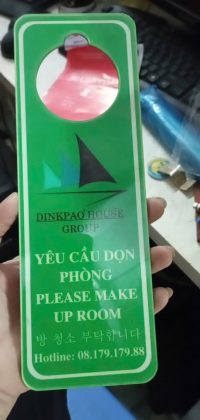 DINKPAO HOUSE
GROUP
YÊU CẦU DỌN
PHÒNG
PLEASE MAKE
UP ROOM
방 청소 부탁합니다
Hotline: 08.179.179.88